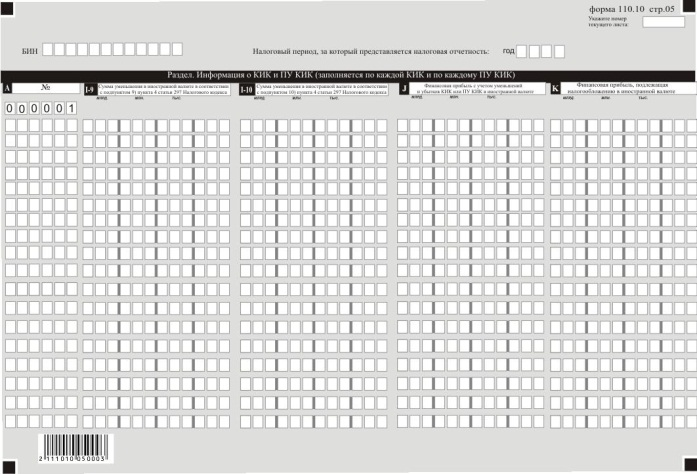 форма 110.10 стр.05
Укажите номер
текущего листа:
БИН
Налоговый период, за который представляется налоговая отчетность:
год
Раздел. Информация о КИК и ПУ КИК (заполняется по каждой КИК и по каждому ПУ КИК)
A
№
I-9
Сумма уменьшения в иностранной валюте в соответствии
с подпунктом 9) пункта 4 статьи 297 Налогового кодекса
I-10
Сумма уменьшения в иностранной валюте в соответствии
с подпунктом 10) пункта 4 статьи 297 Налогового кодекса
J
Финансовая прибыль с учетом уменьшений
и убытков КИК или ПУ КИК в иностранной валюте
K
Финансовая прибыль, подлежащая
налогообложению в иностранной валюте
млрд млн тыс. млрд млн тыс. млрд млн тыс. млрд млн тыс.
000001
2111010050003